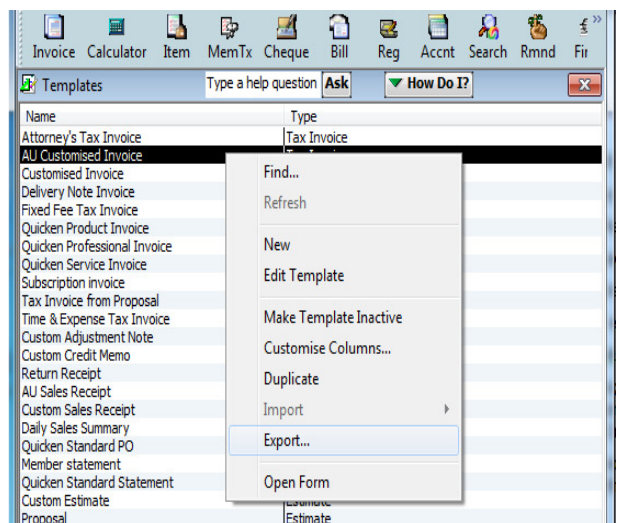 Invoice Calculator Item MemTx Cheque Bill Reg Accnt Search Rmnd Fir
Templates Type a help question Ask How Do I?
Name Type
Attorney's Tax Invoice Tax Invoice
AU Customised Invoice
Customised Invoice
Delivery Note Invoice
Fixed Fee Tax Invoice
Quicken Product Invoice
Quicken Professional Invoice
Quicken Service Invoice
Subscription invoice
Tax Invoice from Proposal
Time & Expense Tax Invoice
Custom Adjustment Note
Custom Credit Memo
Return Receipt
AU Sales Receipt
Custom Sales Receipt
Daily Sales Summary
Quicken Standard PO
Member statement
Quicken Standard Statement
Custom Estimate Estimate
Proposal Estimate
Find...
Refresh
New
Edit Template
Make Template Inactive
Customise Columns...
Duplicate
Import
Export...
Open Form